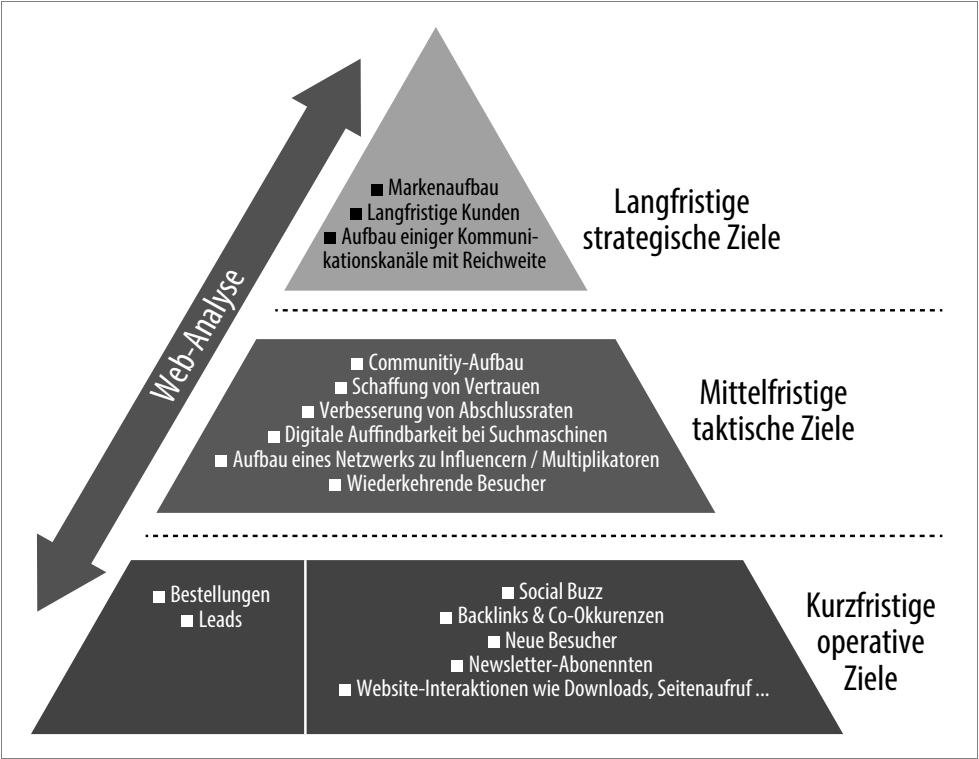 Web-Analyse
■ Markenaufbau
■ Langfristige Kunden
■ Aufbau einiger Kommuni-
kationskanäle mit Reichweite
Langfristige
strategische Ziele
■ Communitiy-Aufbau
■ Schaffung von Vertrauen
■ Verbesserung von Abschlussraten
■ Digitale Auffindbarkeit bei Suchmaschinen
■ Aufbau eines Netzwerks zu Influencern / Multiplikatoren
■ Wiederkehrende Besucher
Mittelfristige
taktische Ziele
■ Bestellungen
■ Leads
■ Social Buzz
■ Backlinks & Co-Okkurenzen
■ Neue Besucher
■ Newsletter-Abonennten
■ Website-Interaktionen wie Downloads, Seitenaufruf ...
Kurzfristige
operative
Ziele